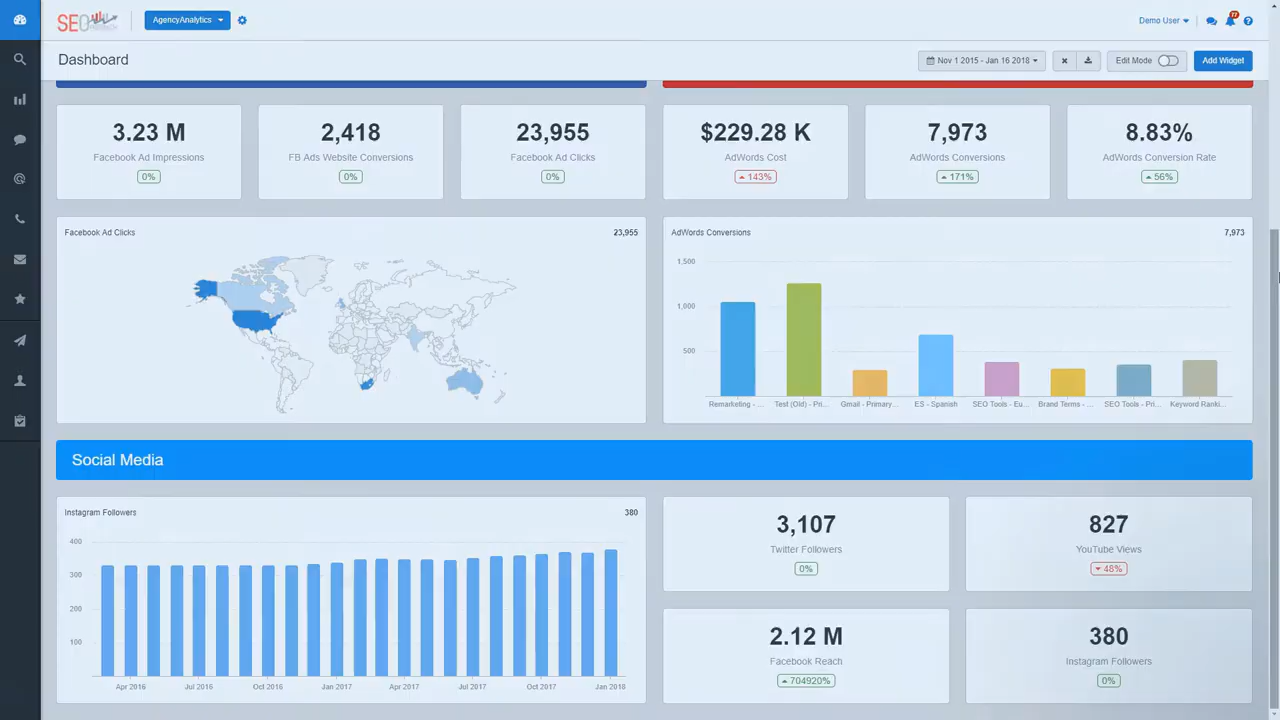 SEO
AgencyAnalytics
Demo User
Dashboard
Nov 1 2015 - Jan 16 2018
Edit Mode
Add Widget
3.23 M
Facebook Ad Impressions
0%
2,418
FB Ads Website Conversions
0%
23,955
Facebook Ad Clicks
0%
$229.28 K
AdWords Cost
143%
7,973
AdWords Conversions
171%
8.83%
AdWords Conversion Rate
56%
Facebook Ad Clicks
23,955
AdWords Conversions
7,973
1,500
1,000
500
Remarketing - ...
Test (Old) - Pri...
Gmail - Primary...
ES - Spanish
SEO Tools - Eu...
Brand Terms - ...
SEO Tools - Pri...
Keyword Ranki...
Social Media
Instagram Followers
380
400
300
200
100
Apr 2016
Jul 2016
Oct 2016
Jan 2017
Apr 2017
Jul 2017
Oct 2017
Jan 2018
3,107
Twitter Followers
0%
827
YouTube Views
48%
2.12 M
Facebook Reach
704920%
380
Instagram Followers
0%